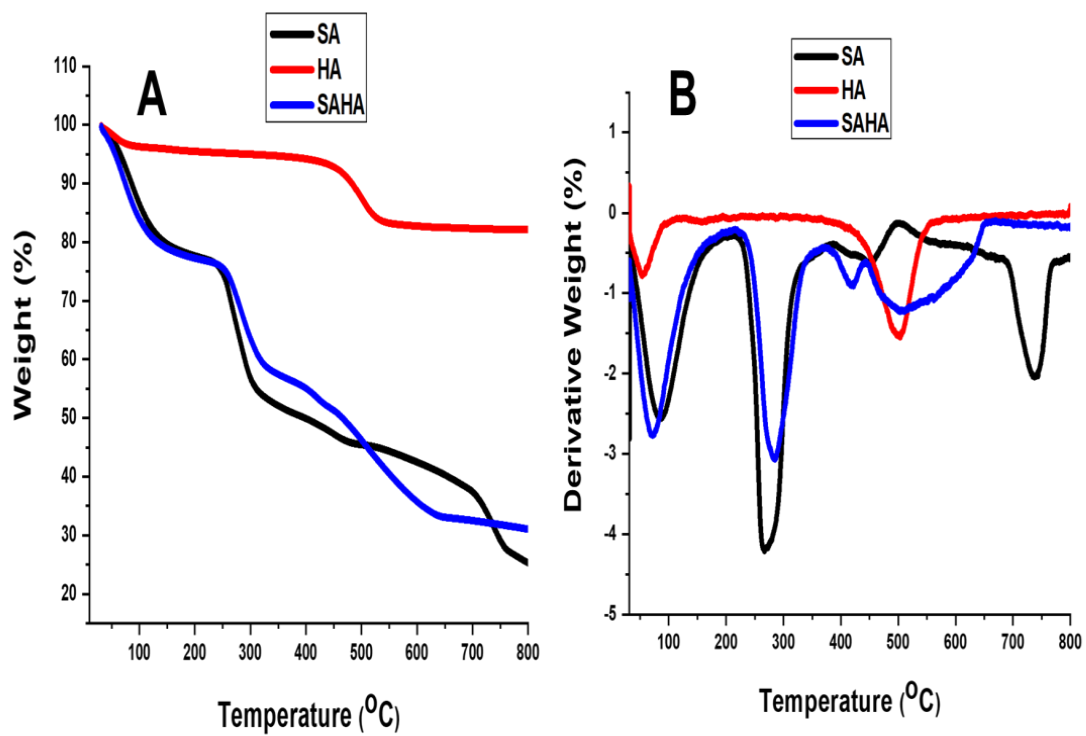 SA
HA
SAHA
A
110
100
90
80
70
60
50
40
30
20
Weight (%)
100 200 300 400 500 600 700 800
Temperature (OC)
SA
HA
SAHA
B
1
0
-1
-2
-3
-4
-5
Derivative Weight (%)
100 200 300 400 500 600 700 800
Temperature (OC)